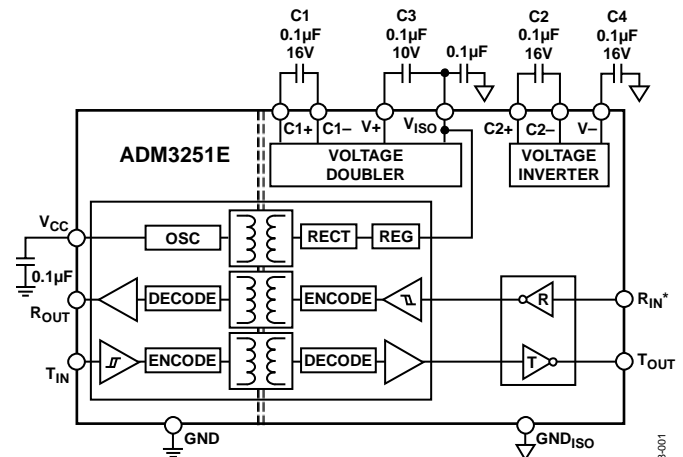 C1 C3 C2 C4
0.1µF 0.1µF 0.1µF 0.1µF 0.1µF
16V 10V 16V 16V
C1+ C1– V+ VISO C2+ C2– V–
ADM3251E
VOLTAGE DOUBLER
VOLTAGE INVERTER
VCC
OSC RECT REG
0.1µF
ROUT DECODE ENCODE R RIN*
TIN ENCODE DECODE T TOUT
GND GNDISO